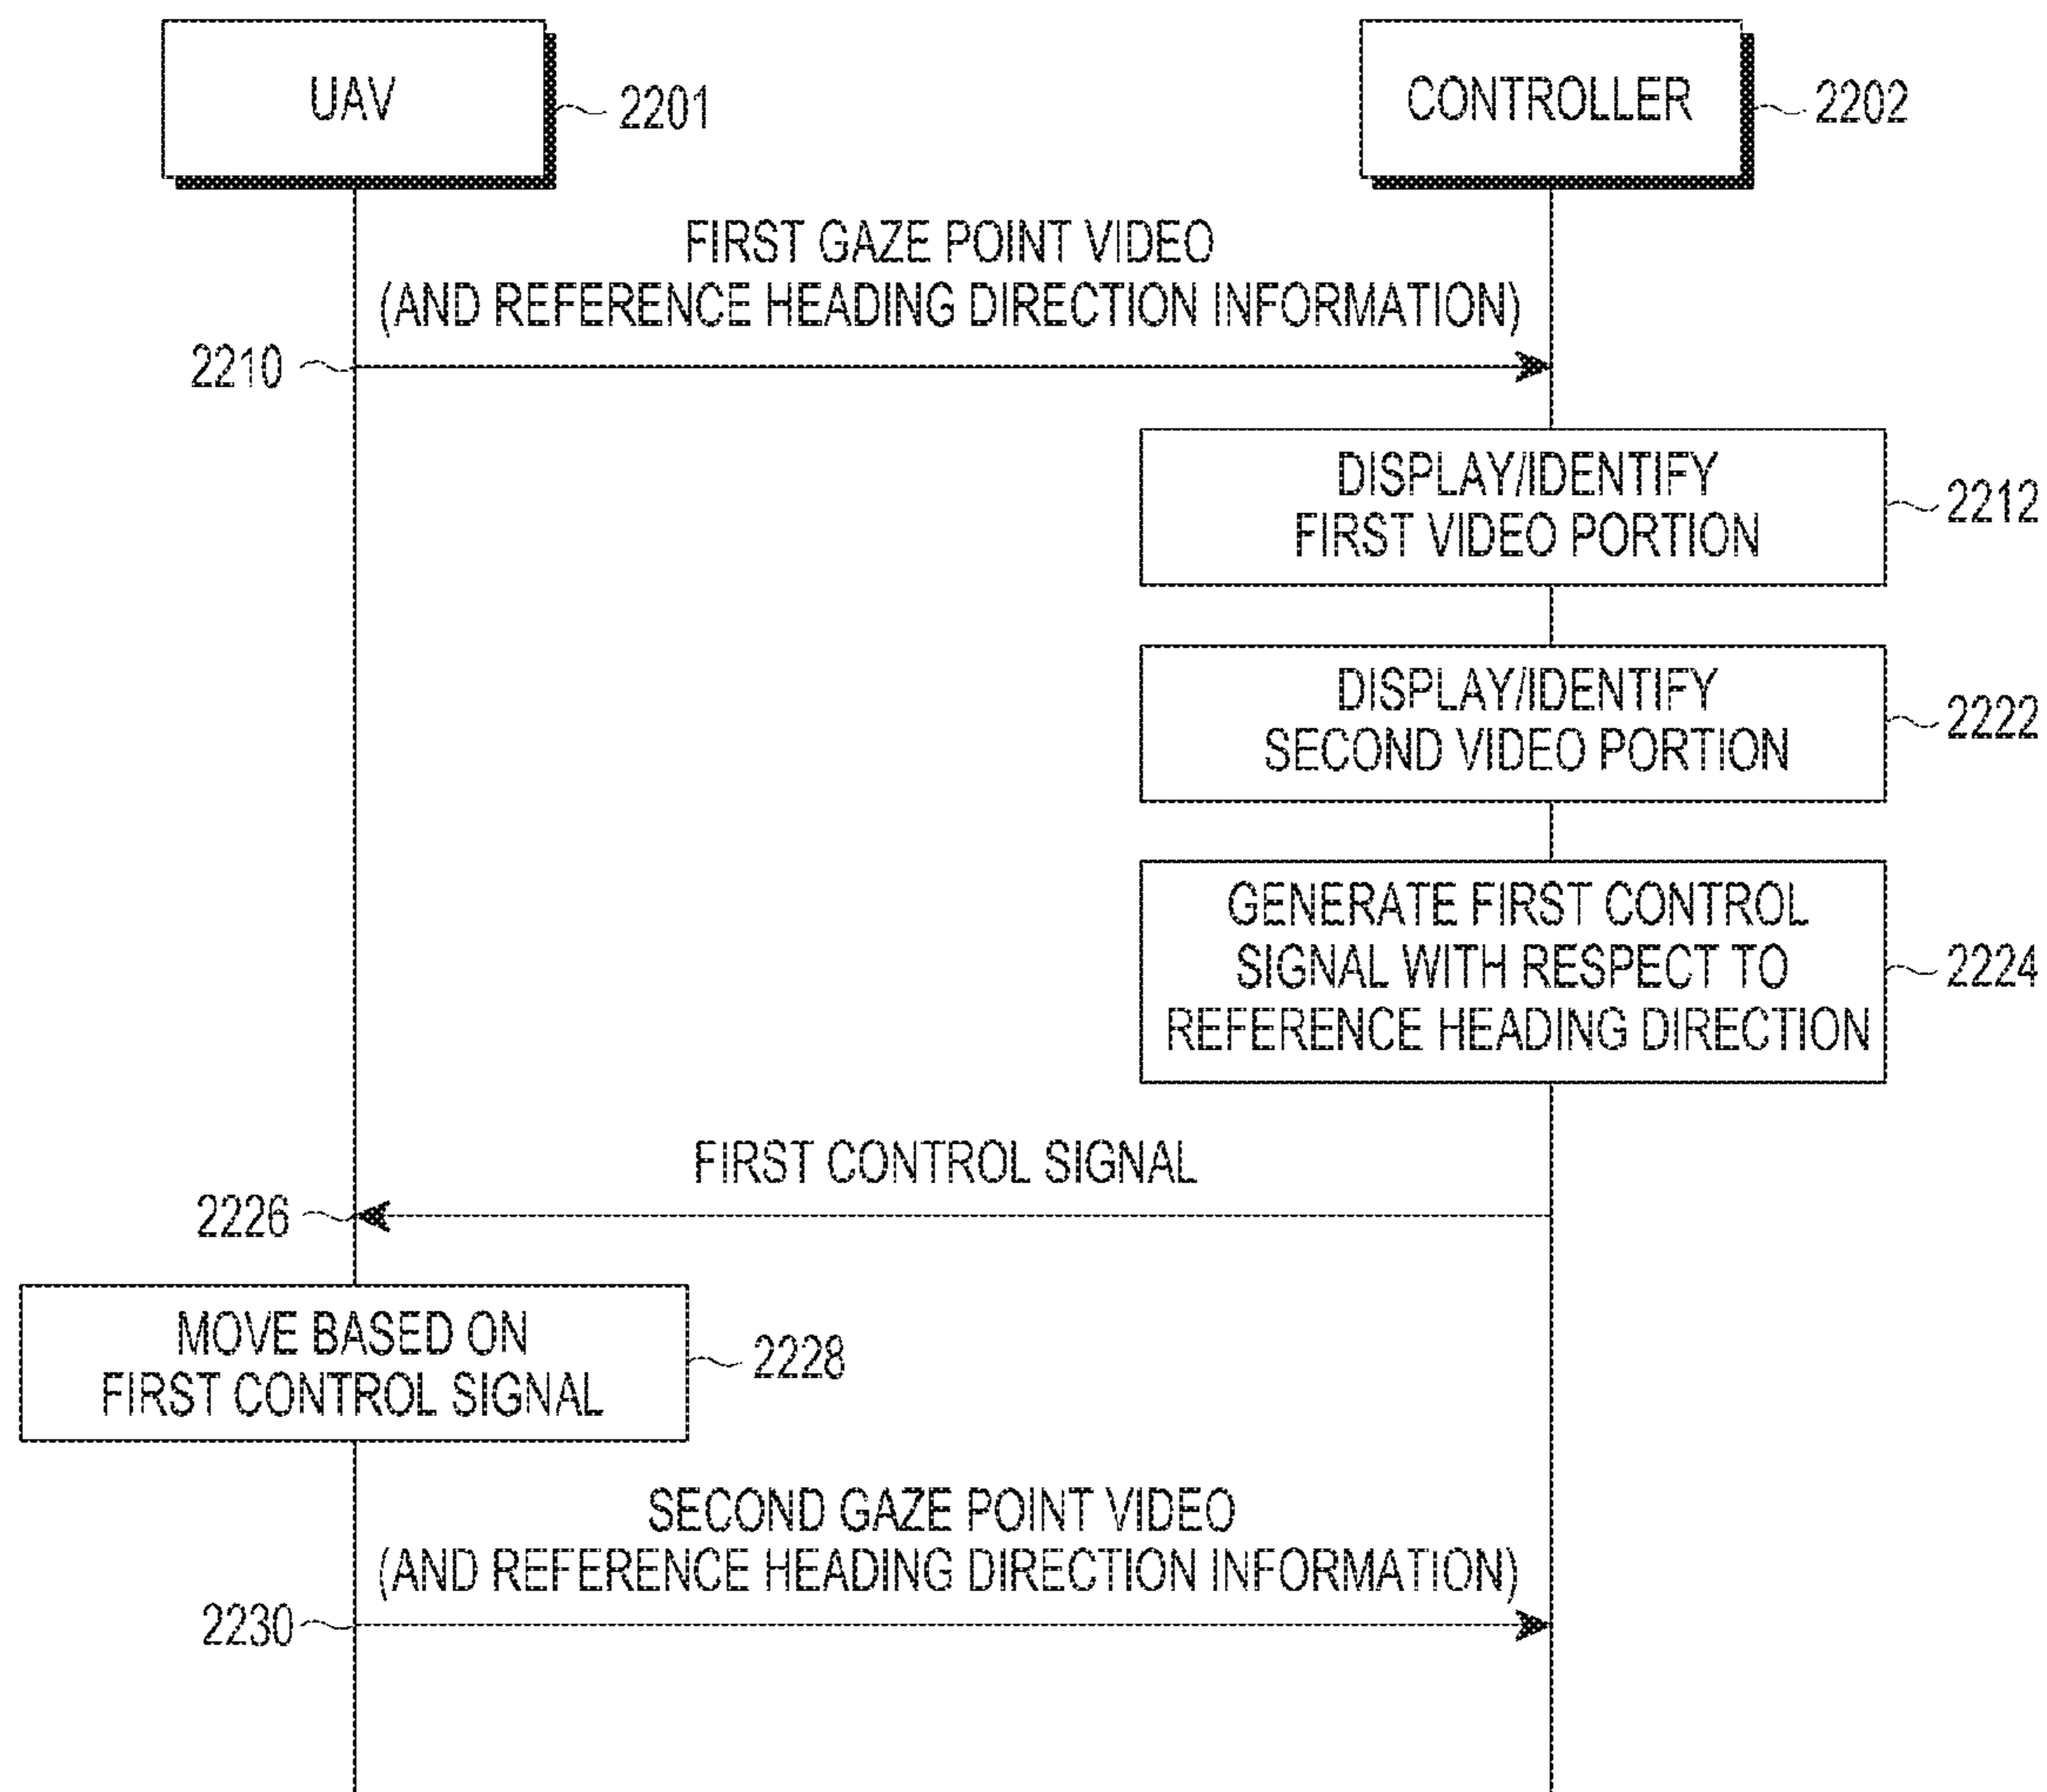 UAV
2201
CONTROLLER
2202
FIRST GAZE POINT VIDEO
(AND REFERENCE HEADING DIRECTION INFORMATION)
2210
DISPLAY/IDENTIFY
FIRST VIDEO PORTION
2212
DISPLAY/IDENTIFY
SECOND VIDEO PORTION
2222
GENERATE FIRST CONTROL
SIGNAL WITH RESPECT TO
REFERENCE HEADING DIRECTION
2224
FIRST CONTROL SIGNAL
2226
MOVE BASED ON
FIRST CONTROL SIGNAL
2228
SECOND GAZE POINT VIDEO
(AND REFERENCE HEADING DIRECTION INFORMATION)
2230